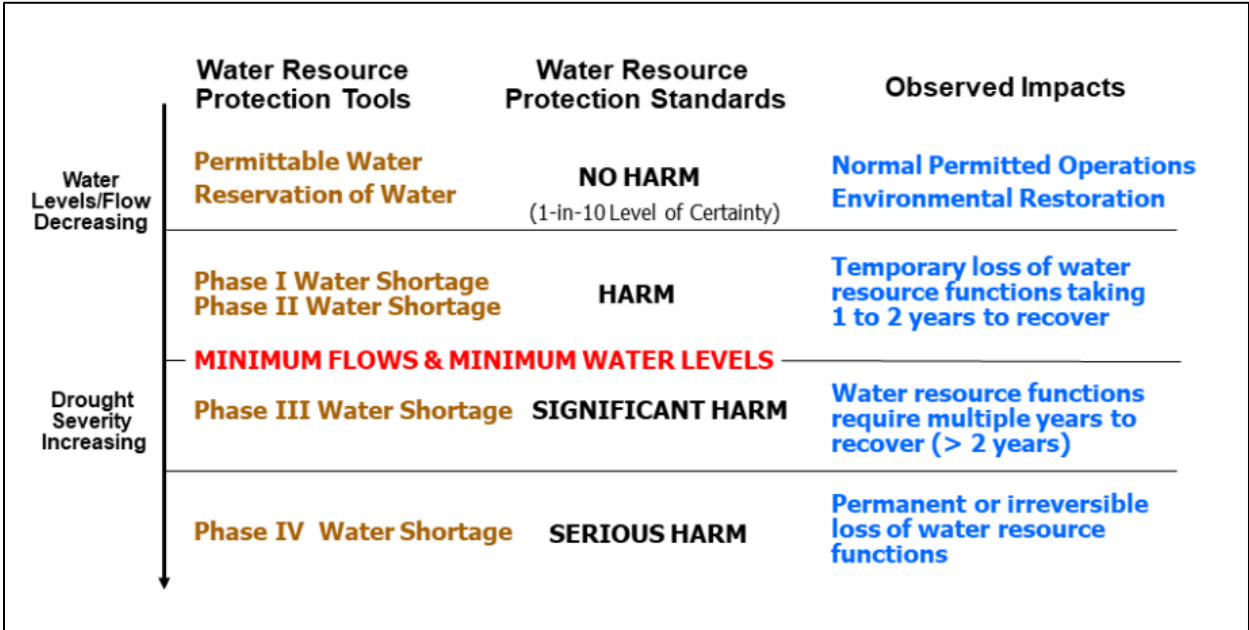 Water Resource
Protection Tools
Water Resource
Protection Standards
Observed Impacts
Water
Levels/Flow
Decreasing
Permittable Water
Reservation of Water
NO HARM
(1-in-10 Level of Certainty)
Normal Permitted Operations
Environmental Restoration
Phase I Water Shortage
Phase II Water Shortage
HARM
Temporary loss of water
resource functions taking
1 to 2 years to recover
MINIMUM FLOWS & MINIMUM WATER LEVELS
Drought
Severity
Increasing
Phase III Water Shortage
SIGNIFICANT HARM
Water resource functions
require multiple years to
recover (> 2 years)
Phase IV Water Shortage
SERIOUS HARM
Permanent or irreversible
loss of water resource
functions